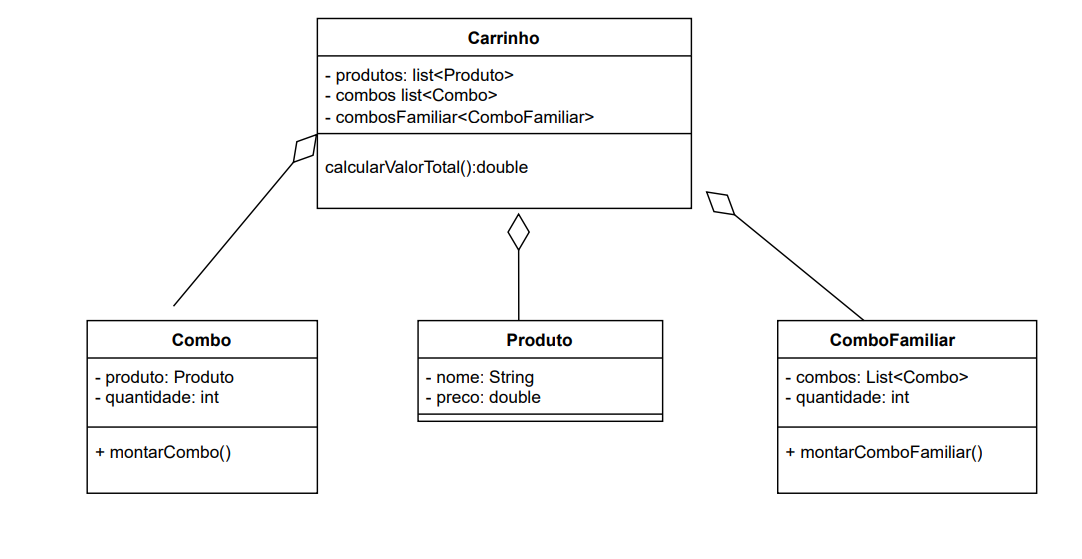 Carrinho
- produtos: list<Produto>
- combos list<Combo>
- combosFamiliar<ComboFamiliar>
calcularValorTotal():double
Combo
- produto: Produto
- quantidade: int
+ montarCombo()
Produto
- nome: String
- preco: double
ComboFamiliar
- combos: List<Combo>
- quantidade: int
+ montarComboFamiliar()